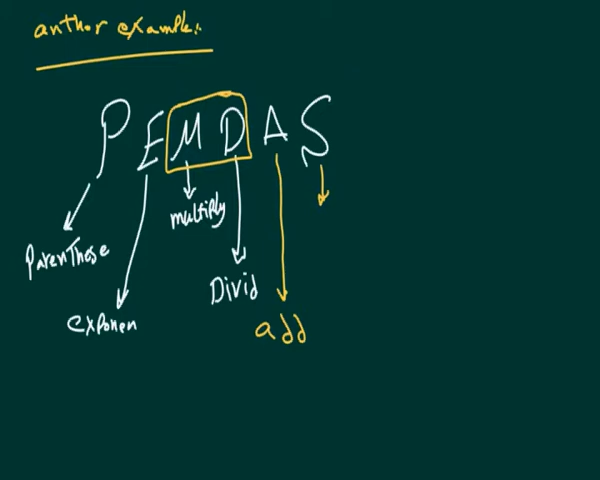 anthor example:
PEMDAS
multiply
ParenThese
Divid
exponen
add